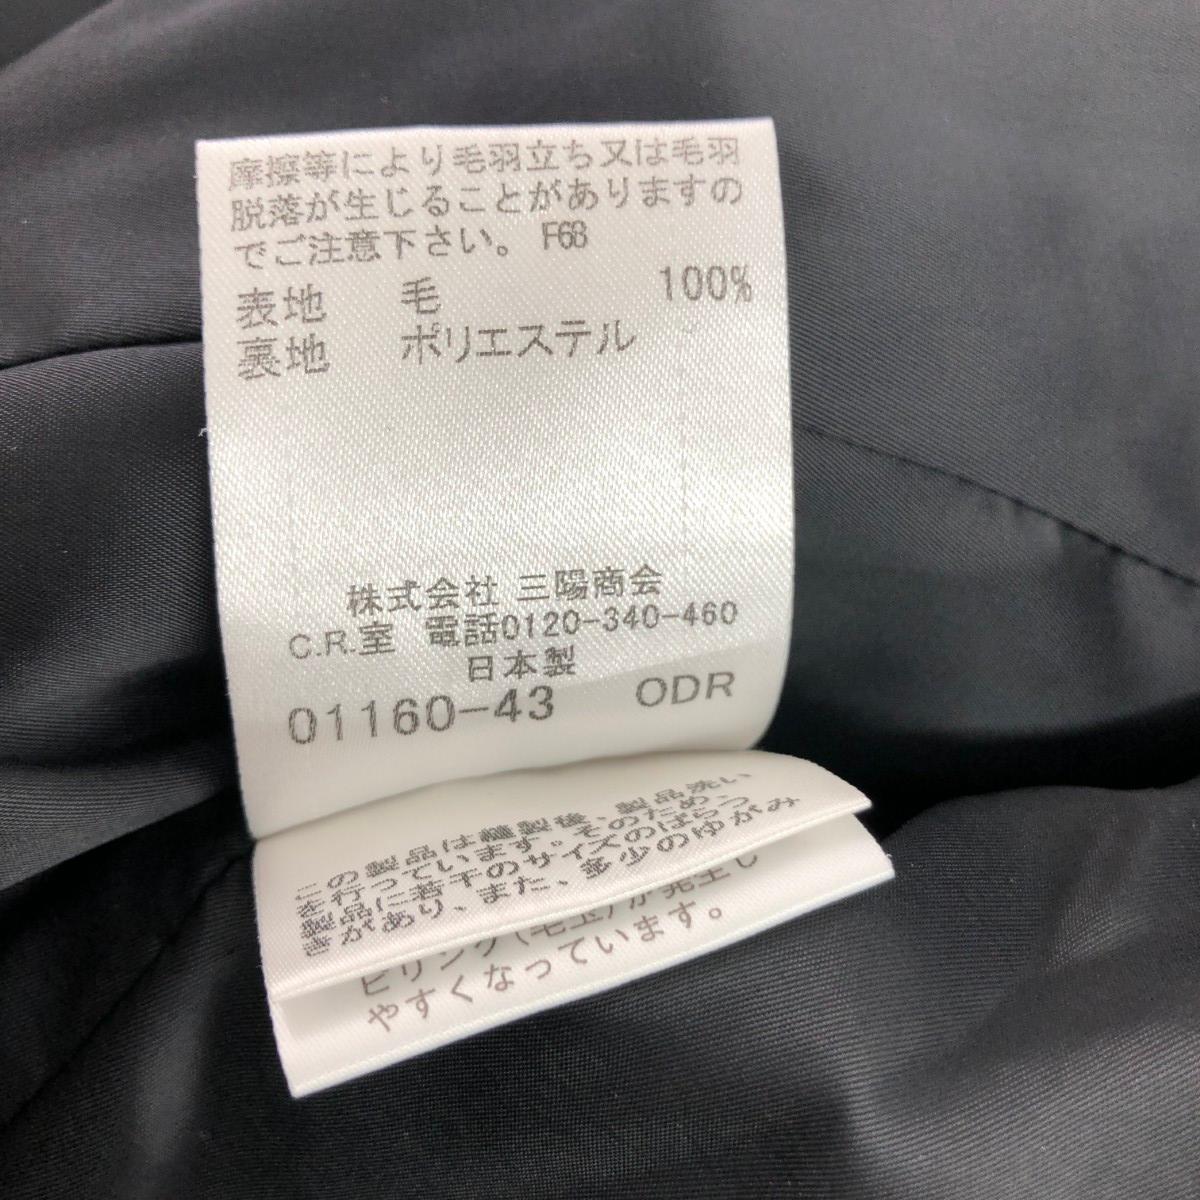 摩擦等により毛羽立ち又は毛羽
脱落が生じることがありますの
でご注意下さい。 F68
表地 毛 100%
裏地 ポリエステル
株式会社 三陽商会
C.R.室 電話0120-340-460
日本製
01160-43 ODR
この製品は縫製後、製品洗い
を行っています。そのためう
製品に若干のサイズのばらつ
きがあり、また、多少のゆがみ
ピリング(毛玉)が発生し
やすくなっています。